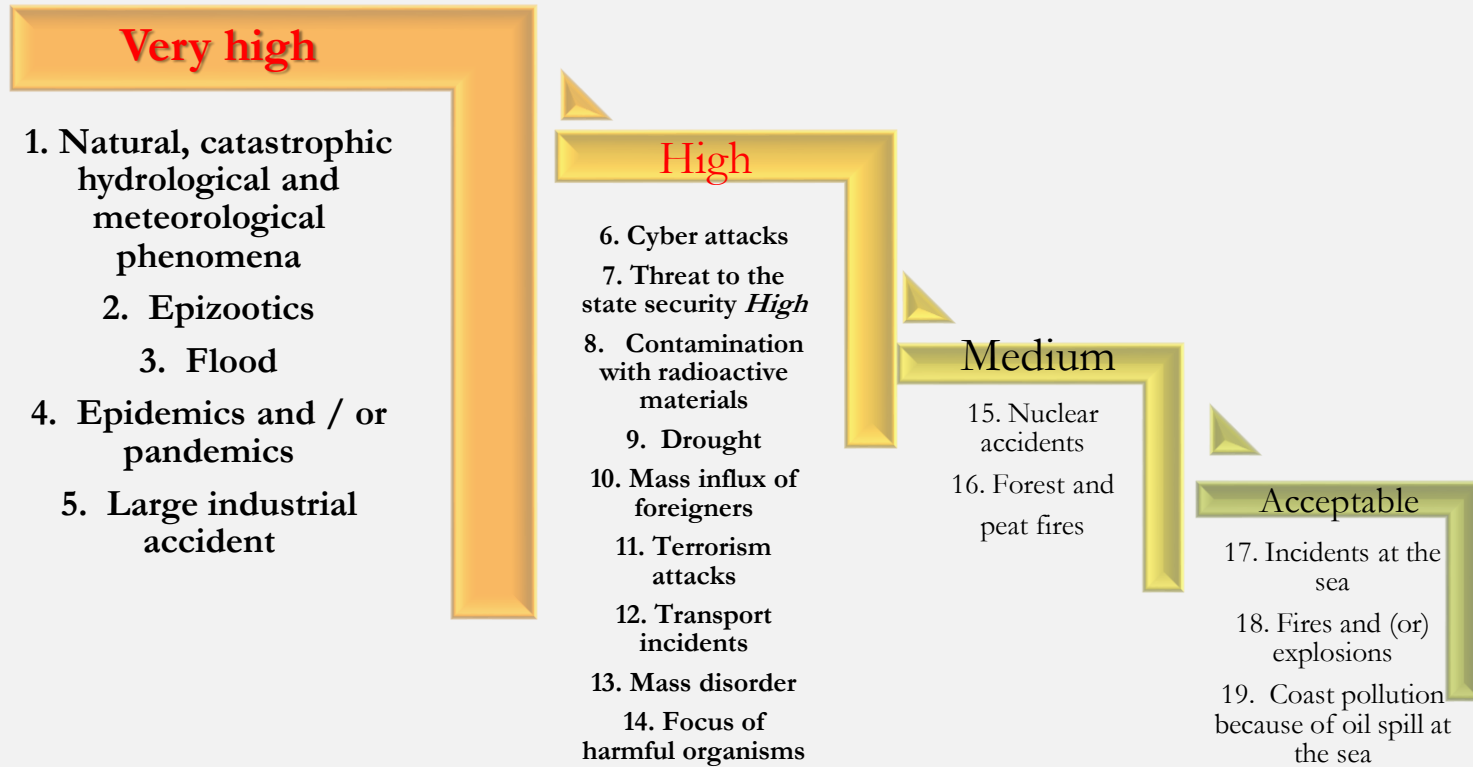 Very high
1. Natural, catastrophic
hydrological and
meteorological
phenomena
2. Epizootics
3. Flood
4. Epidemics and / or
pandemics
5. Large industrial
accident
High
6. Cyber attacks
7. Threat to the
state security High
8. Contamination
with radioactive
materials
9. Drought
10. Mass influx of
foreigners
11. Terrorism
attacks
12. Transport
incidents
13. Mass disorder
14. Focus of
harmful organisms
Medium
15. Nuclear
accidents
16. Forest and
peat fires
Acceptable
17. Incidents at the
sea
18. Fires and (or)
explosions
19. Coast pollution
because of oil spill at
the sea